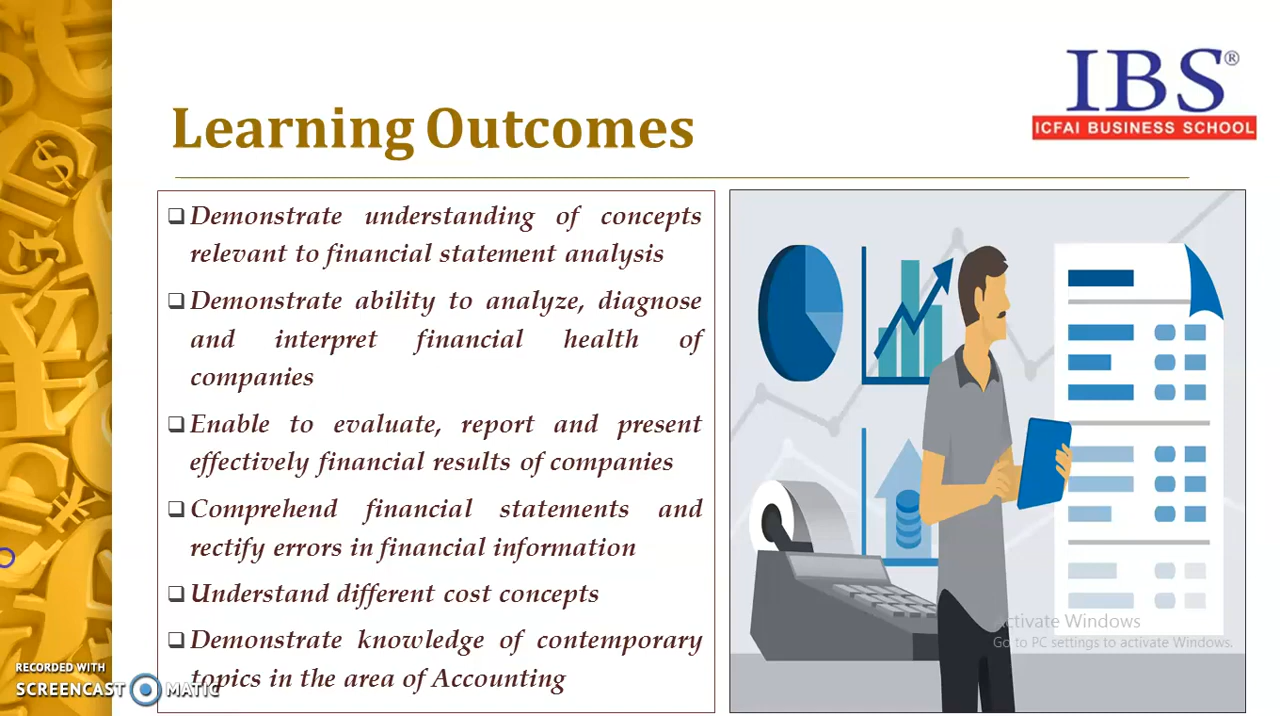 IBS®
ICFAI BUSINESS SCHOOL
Learning Outcomes
❑ Demonstrate understanding of concepts
relevant to financial statement analysis
❑ Demonstrate ability to analyze, diagnose
and interpret financial health of
companies
❑ Enable to evaluate, report and present
effectively financial results of companies
❑ Comprehend financial statements and
rectify errors in financial information
❑ Understand different cost concepts
❑ Demonstrate knowledge of contemporary
topics in the area of Accounting
Activate Windows
Go to PC settings to activate Windows.
RECORDED WITH
SCREENCAST MATIC